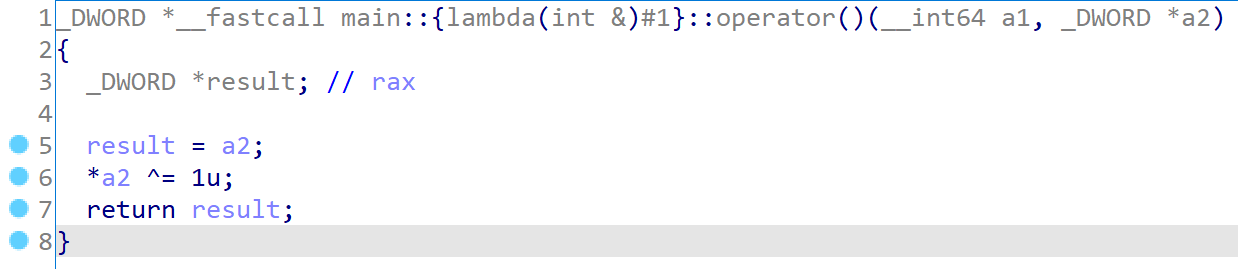 1 _DWORD *__fastcall main::{lambda(int &)#1}::operator()(__int64 a1, _DWORD *a2)
2 {
3   _DWORD *result; // rax
4
5   result = a2;
6   *a2 ^= 1u;
7   return result;
8 }